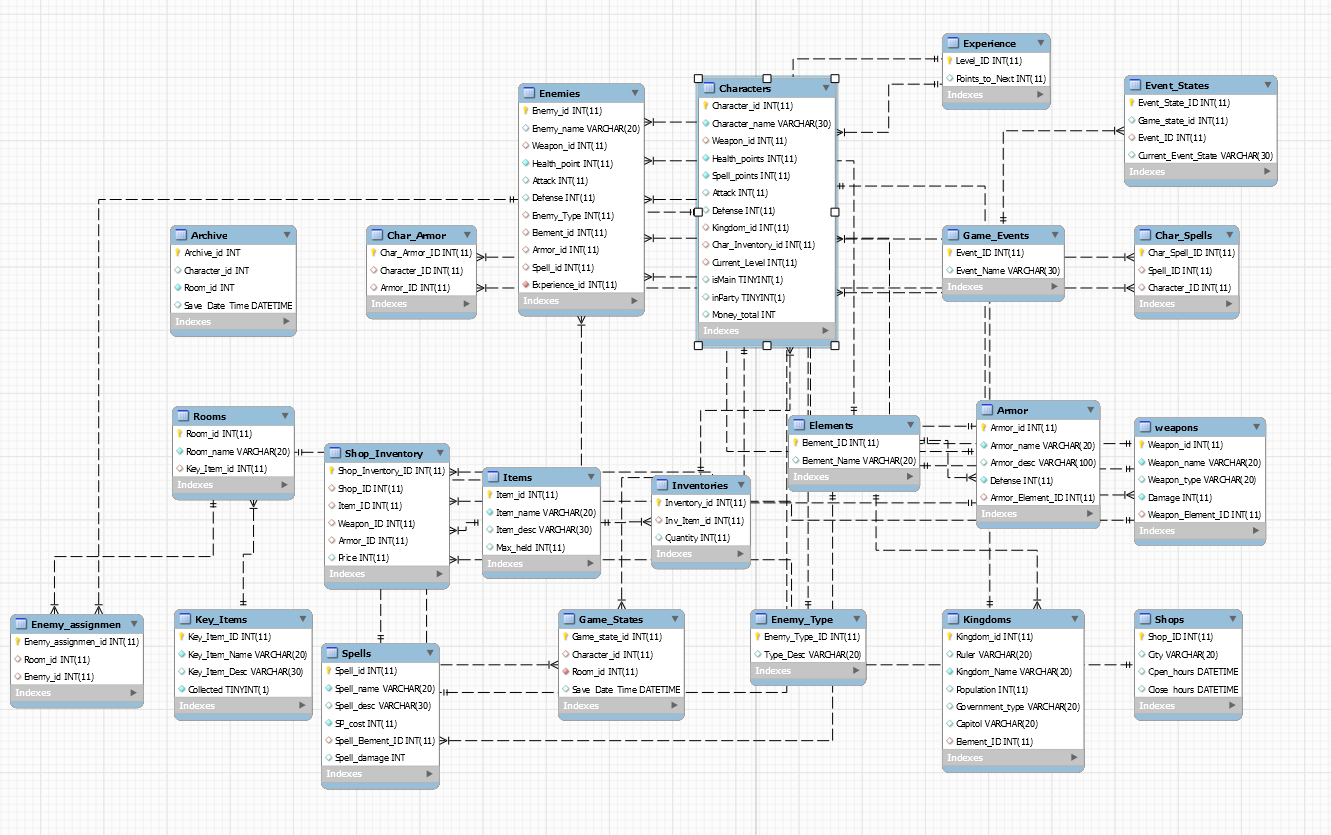 Experience
Level_ID INT(11)
Points_to_Next INT(11)
Indexes
Event_States
Event_State_ID INT(11)
Game_state_id INT(11)
Event_ID INT(11)
Current_Event_State VARCHAR(30)
Indexes
Enemies
Enemy_id INT(11)
Enemy_name VARCHAR(20)
Weapon_id INT(11)
Health_point INT(11)
Attack INT(11)
Defense INT(11)
Enemy_Type INT(11)
Element_id INT(11)
Armor_id INT(11)
Spell_id INT(11)
Experience_id INT(11)
Indexes
Characters
Character_id INT(11)
Character_name VARCHAR(30)
Weapon_id INT(11)
Health_points INT(11)
Spell_points INT(11)
Attack INT(11)
Defense INT(11)
Kingdom_id INT(11)
Char_Inventory_id INT(11)
Current_Level INT(11)
isMain TINYINT(1)
inParty TINYINT(1)
Money_total INT
Indexes
Archive
Archive_id INT
Character_id INT
Room_id INT
Save_Date_Time DATETIME
Indexes
Char_Armor
Char_Armor_ID INT(11)
Character_ID INT(11)
Armor_ID INT(11)
Indexes
Game_Events
Event_ID INT(11)
Event_Name VARCHAR(30)
Indexes
Char_Spells
Char_Spell_ID INT(11)
Spell_ID INT(11)
Character_ID INT(11)
Indexes
Rooms
Room_id INT(11)
Room_name VARCHAR(20)
Key_Item_id INT(11)
Indexes
Shop_Inventory
Shop_Inventory_ID INT(11)
Shop_ID INT(11)
Item_ID INT(11)
Weapon_ID INT(11)
Armor_ID INT(11)
Price INT(11)
Indexes
Items
Item_id INT(11)
Item_name VARCHAR(20)
Item_desc VARCHAR(30)
Max_held INT(11)
Indexes
Inventories
Inventory_id INT(11)
Inv_Item_id INT(11)
Quantity INT(11)
Indexes
Elements
Element_ID INT(11)
Element_Name VARCHAR(20)
Indexes
Armor
Armor_id INT(11)
Armor_name VARCHAR(20)
Armor_desc VARCHAR(100)
Defense INT(11)
Armor_Element_ID INT(11)
Indexes
weapons
Weapon_id INT(11)
Weapon_name VARCHAR(20)
Weapon_type VARCHAR(20)
Damage INT(11)
Weapon_Element_ID INT(11)
Indexes
Enemy_assignmen
Enemy_assignmen_id INT(11)
Room_id INT(11)
Enemy_id INT(11)
Indexes
Key_Items
Key_Item_ID INT(11)
Key_Item_Name VARCHAR(20)
Key_Item_Desc VARCHAR(30)
Collected TINYINT(1)
Indexes
Spells
Spell_id INT(11)
Spell_name VARCHAR(20)
Spell_desc VARCHAR(30)
SP_cost INT(11)
Spell_Element_ID INT(11)
Spell_damage INT
Indexes
Game_States
Game_state_id INT(11)
Character_id INT(11)
Room_id INT(11)
Save_Date_Time DATETIME
Indexes
Enemy_Type
Enemy_Type_ID INT(11)
Type_Desc VARCHAR(20)
Indexes
Kingdoms
Kingdom_id INT(11)
Ruler VARCHAR(20)
Kingdom_Name VARCHAR(20)
Population INT(11)
Government_type VARCHAR(20)
Capitol VARCHAR(20)
Element_ID INT(11)
Indexes
Shops
Shop_ID INT(11)
City VARCHAR(20)
Open_hours DATETIME
Close_hours DATETIME
Indexes